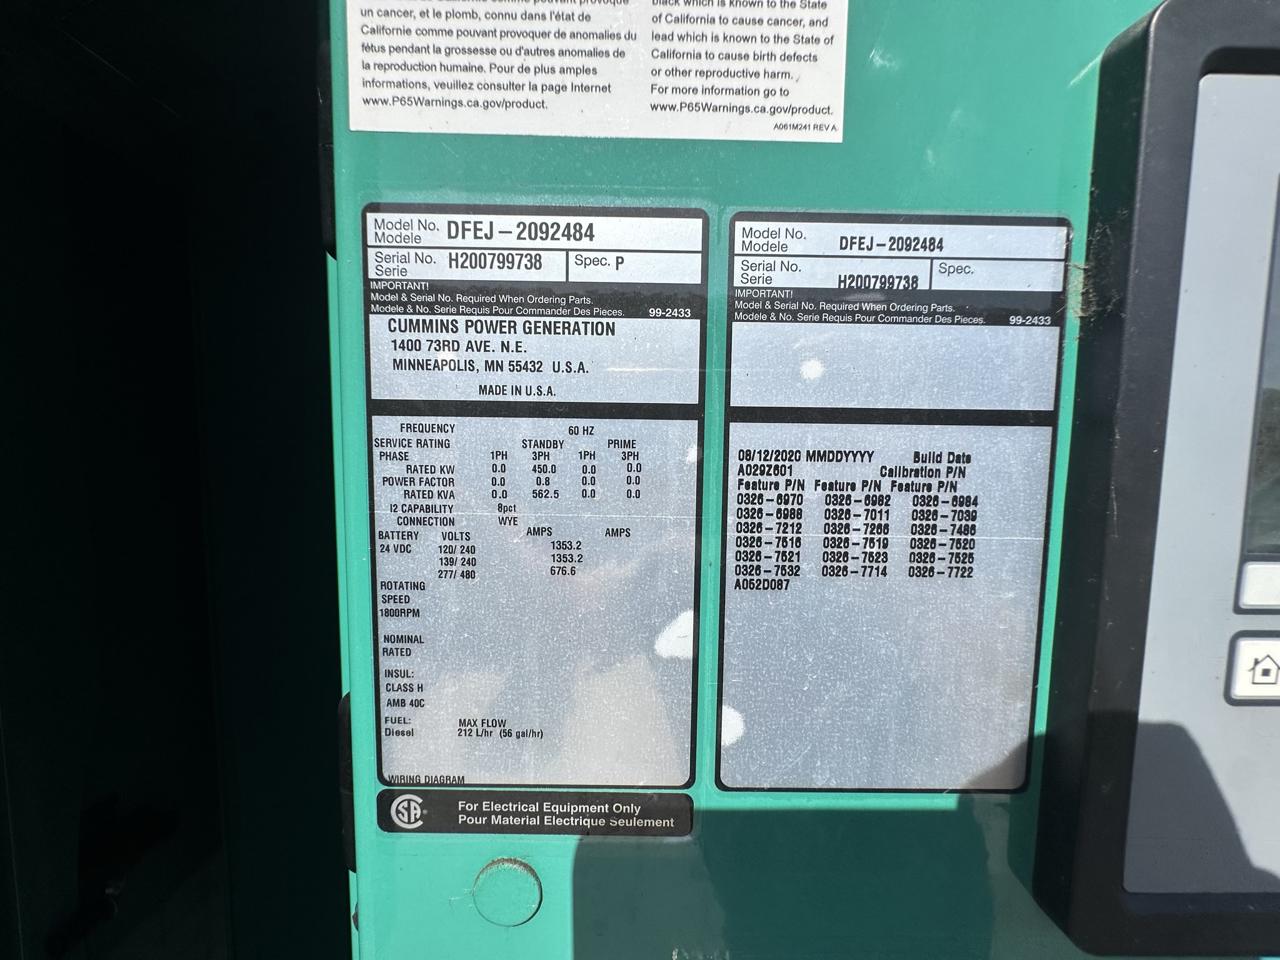 un cancer, et le plomb, connu dans l'état de
Californie comme pouvant provoquer de anomalies du
fétus pendant la grossesse ou d'autres anomalies de
la reproduction humaine. Pour de plus amples
informations, veuillez consulter la page Internet
www.P65Warnings.ca.gov/product.
black which is known to the State
of California to cause cancer, and
lead which is known to the State of
California to cause birth defects
or other reproductive harm.
For more information go to
www.P65Warnings.ca.gov/product.
A061M241 REV A
Model No. DFEJ-2092484
Modele
Serial No. H200799738 Spec. P
Serie
IMPORTANT!
Model & Serial No. Required When Ordering Parts.
Modele & No. Serie Requis Pour Commander Des Pieces. 99-2433
CUMMINS POWER GENERATION
1400 73RD AVE. N.E.
MINNEAPOLIS, MN 55432 U.S.A.
MADE IN U.S.A.
FREQUENCY 60 HZ
SERVICE RATING STANDBY PRIME
PHASE 1PH 3PH 1PH 3PH
RATED KW 0.0 450.0 0.0 0.0
POWER FACTOR 0.0 0.8 0.0 0.0
RATED KVA 0.0 562.5 0.0 0.0
I2 CAPABILITY 8pct
CONNECTION WYE
BATTERY VOLTS AMPS AMPS
24 VDC 120/ 240 1353.2
139/ 240 1353.2
277/ 480 676.6
ROTATING
SPEED
1800RPM
NOMINAL
RATED
INSUL:
CLASS H
AMB 40C
FUEL: MAX FLOW
Diesel 212 L/hr (56 gal/hr)
WIRING DIAGRAM
CSA
For Electrical Equipment Only
Pour Material Electrique Seulement
Model No. DFEJ-2092484
Modele
Serial No. H200799738 Spec.
Serie
IMPORTANT!
Model & Serial No. Required When Ordering Parts.
Modele & No. Serie Requis Pour Commander Des Pieces. 99-2433
08/12/2020 MMDDYYYY Build Date
A029Z601 Calibration P/N
Feature P/N Feature P/N Feature P/N
0326-6970 0326-6982 0326-6984
0326-6988 0326-7011 0326-7039
0326-7212 0326-7266 0326-7486
0326-7516 0326-7519 0326-7520
0326-7521 0326-7523 0326-7525
0326-7532 0326-7714 0326-7722
A052D087